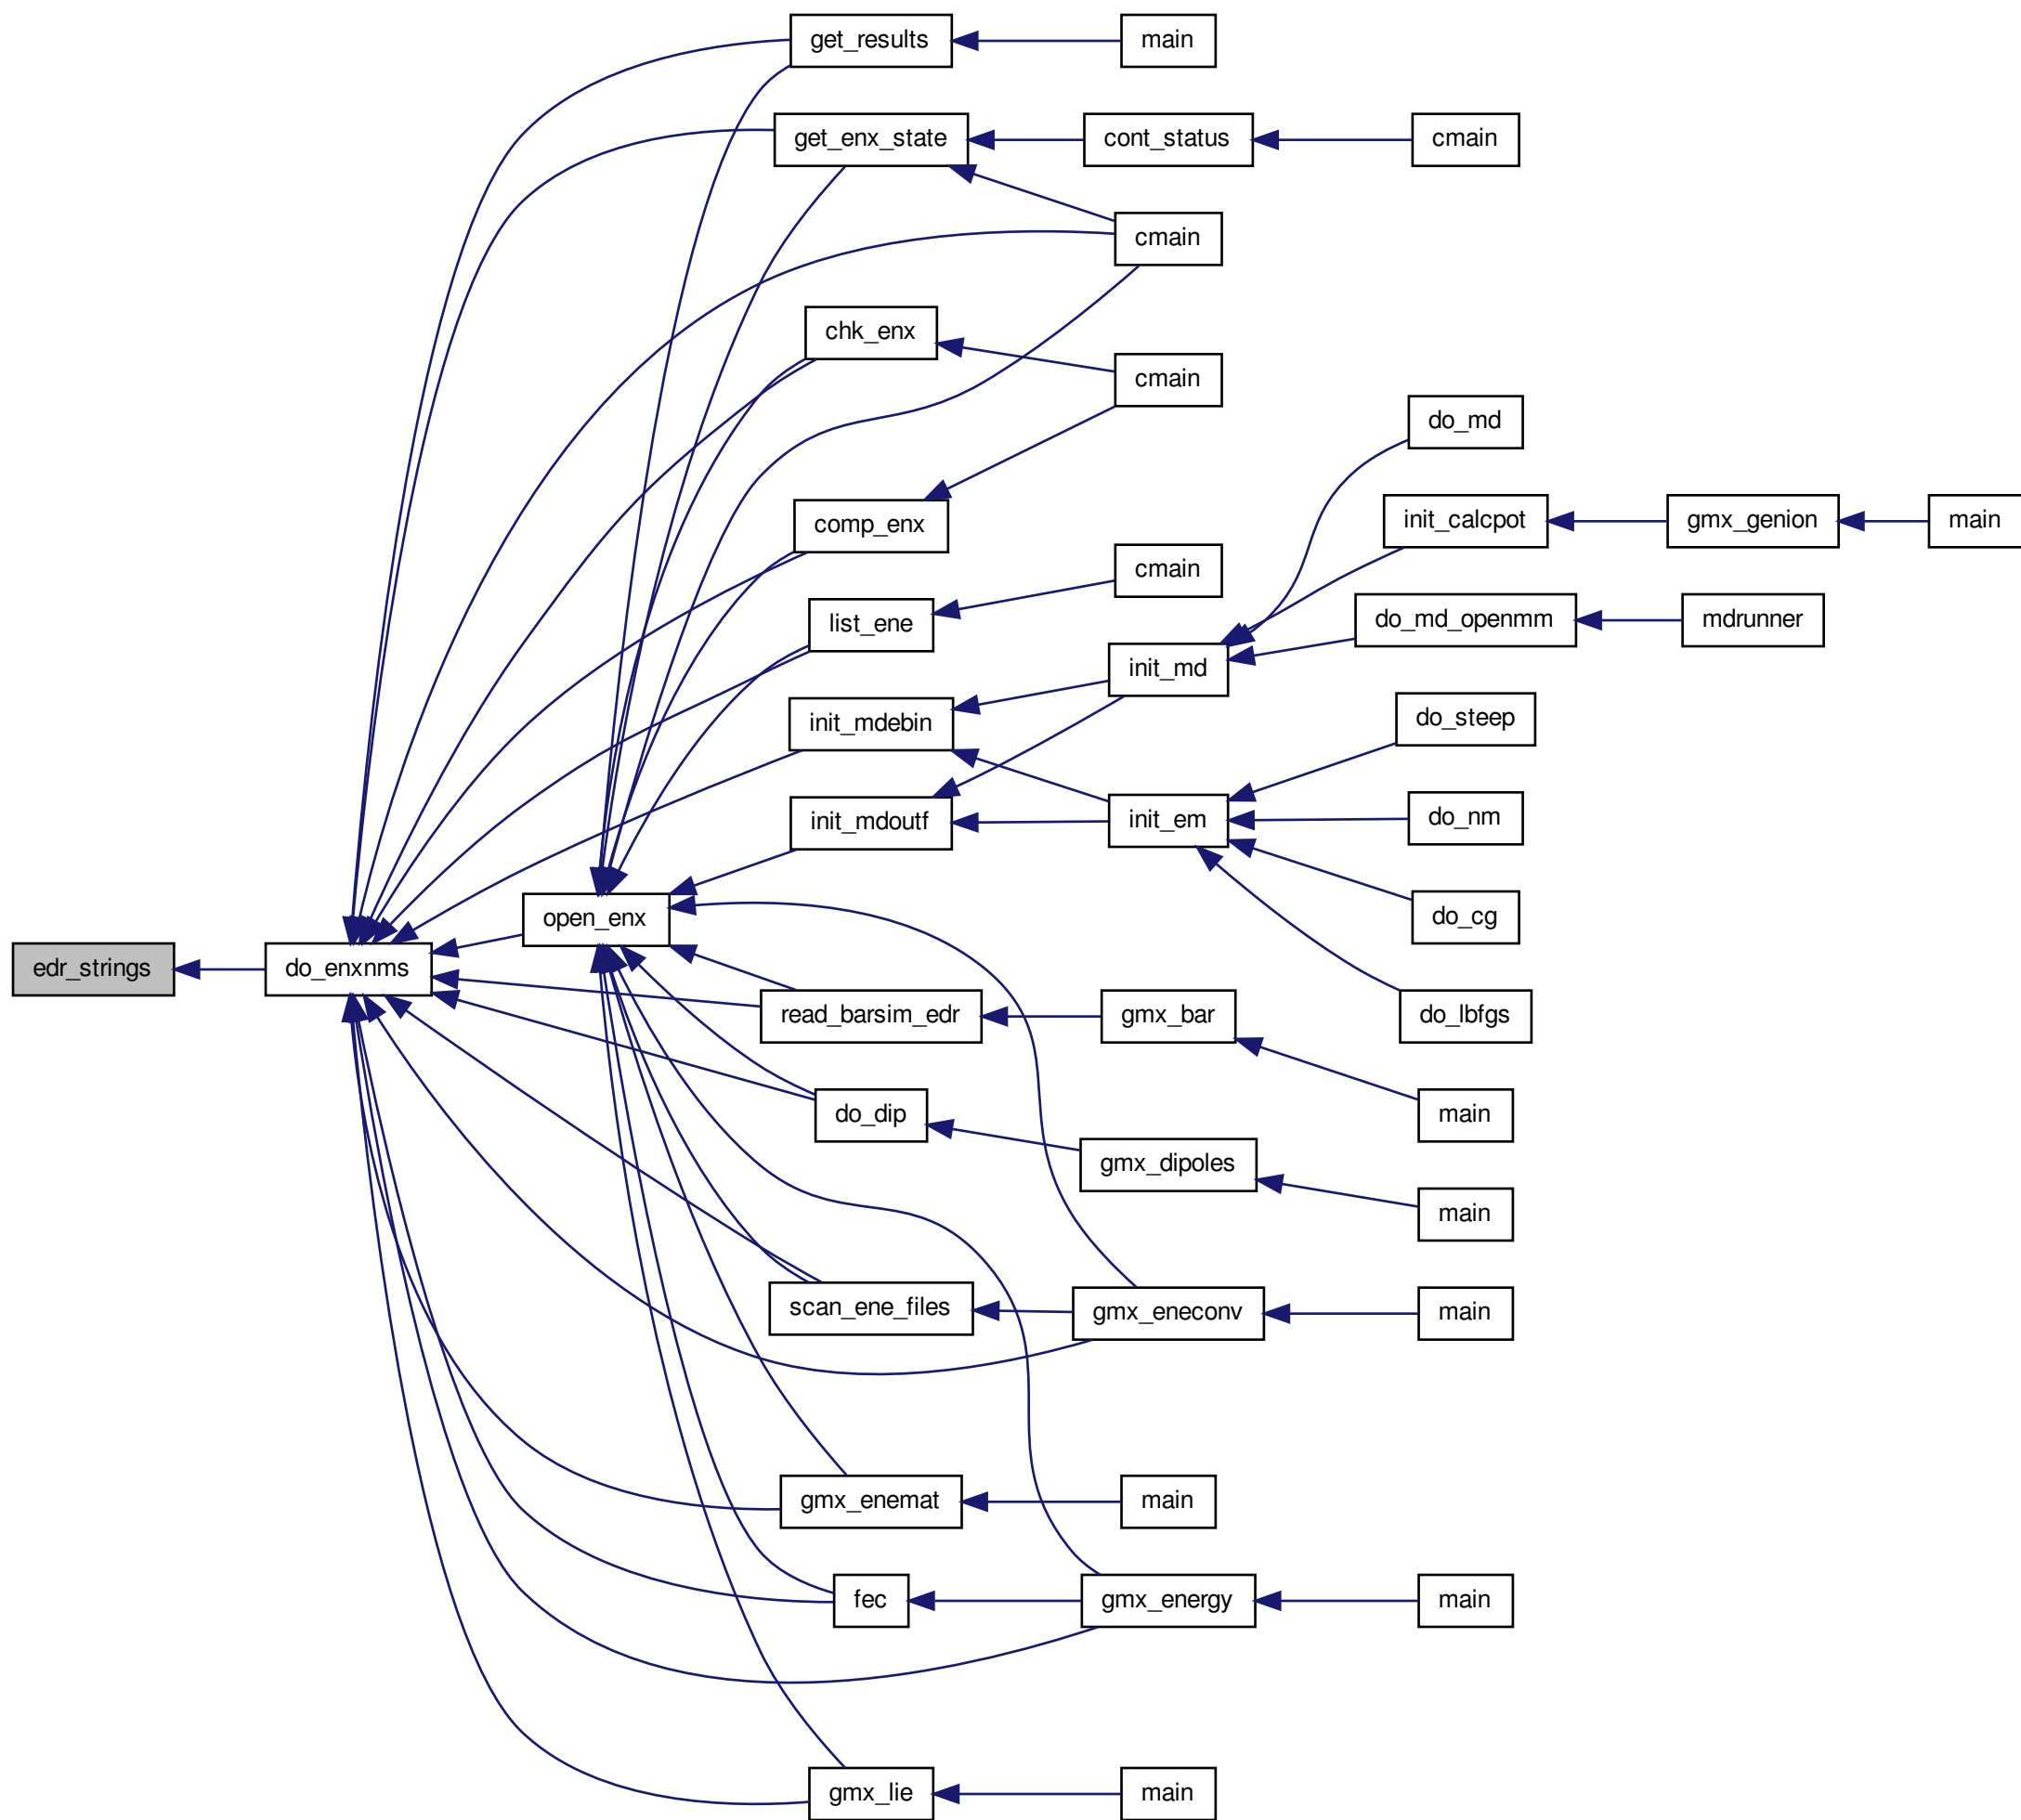 get_results
main
get_enx_state
cont_status
cmain
cmain
chk_enx
cmain
do_md
comp_enx
init_calcpot
gmx_genion
main
cmain
list_ene
do_md_openmm
mdrunner
init_md
init_mdebin
do_steep
init_mdoutf
init_em
do_nm
open_enx
do_cg
edr_strings
do_enxnms
read_barsim_edr
gmx_bar
do_lbfgs
do_dip
main
gmx_dipoles
main
scan_ene_files
gmx_eneconv
main
gmx_enemat
main
fec
gmx_energy
main
gmx_lie
main